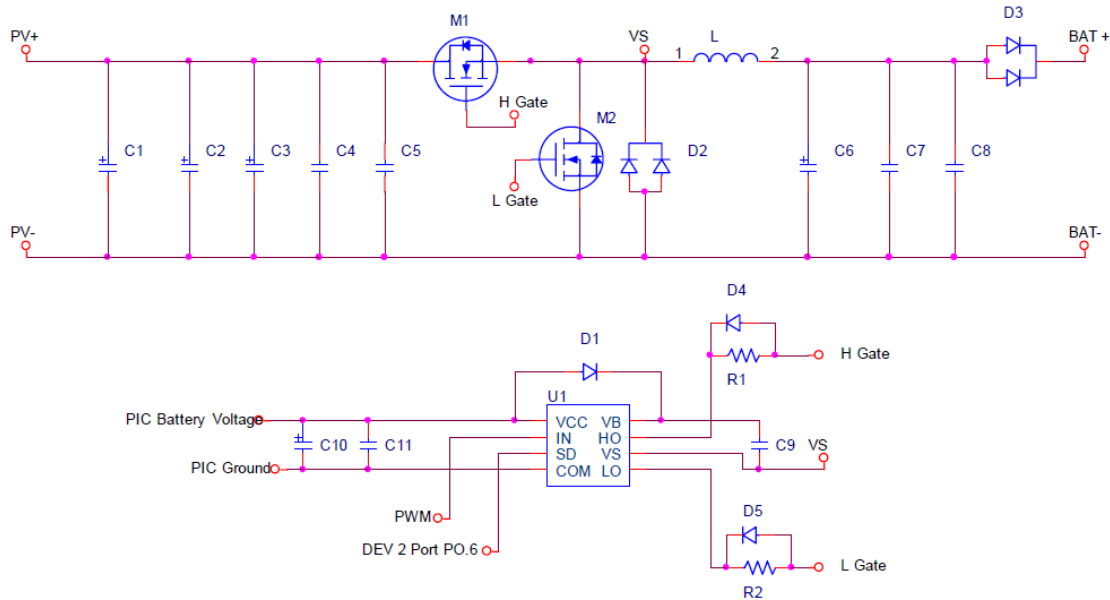 D3
M1
PV+
VS
L
BAT +
1
2
H Gate
M2
C1
C2
C3
C4
C5
D2
C6
C7
C8
L Gate
PV-
BAT-
D4
D1
H Gate
R1
U1
PIC Battery Voltage
VCC VB
IN HO
SD VS
COM LO
C10
C11
C9
VS
PIC Ground
PWM
D5
DEV 2 Port PO.6
L Gate
R2